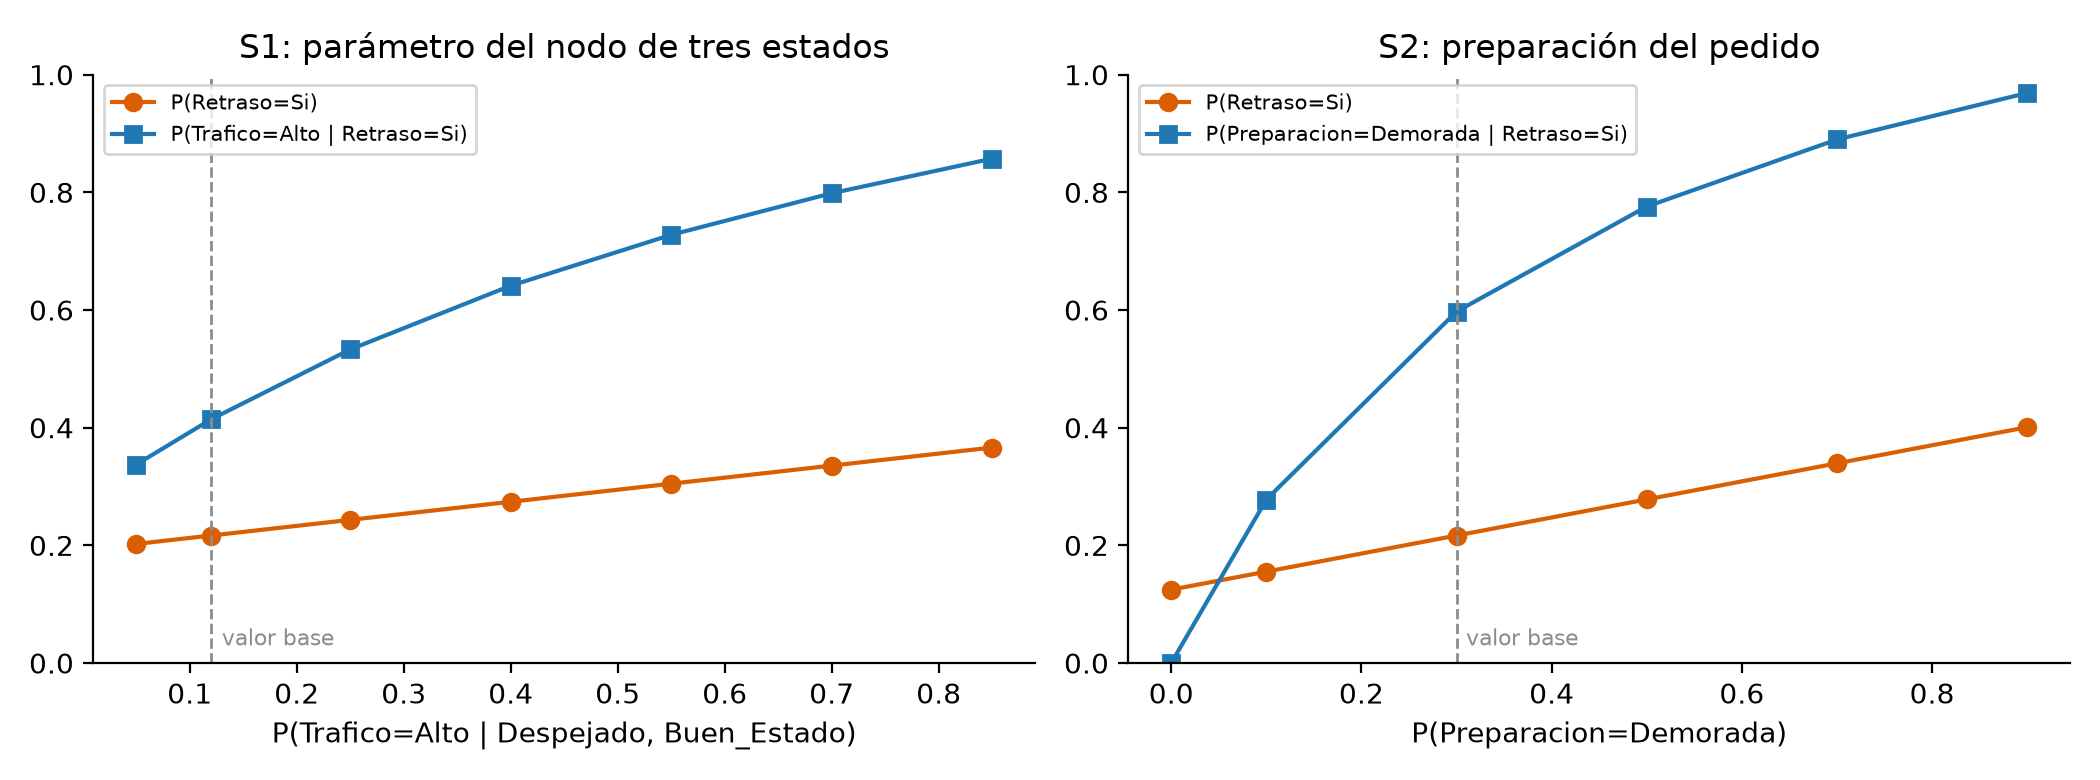 S1: parámetro del nodo de tres estados
P(Retraso=Si)
P(Trafico=Alto | Retraso=Si)
1.0
0.8
0.6
0.4
0.2
0.0
valor base
0.1 0.2 0.3 0.4 0.5 0.6 0.7 0.8
P(Trafico=Alto | Despejado, Buen_Estado)
S2: preparación del pedido
P(Retraso=Si)
P(Preparacion=Demorada | Retraso=Si)
1.0
0.8
0.6
0.4
0.2
0.0
valor base
0.0 0.2 0.4 0.6 0.8
P(Preparacion=Demorada)